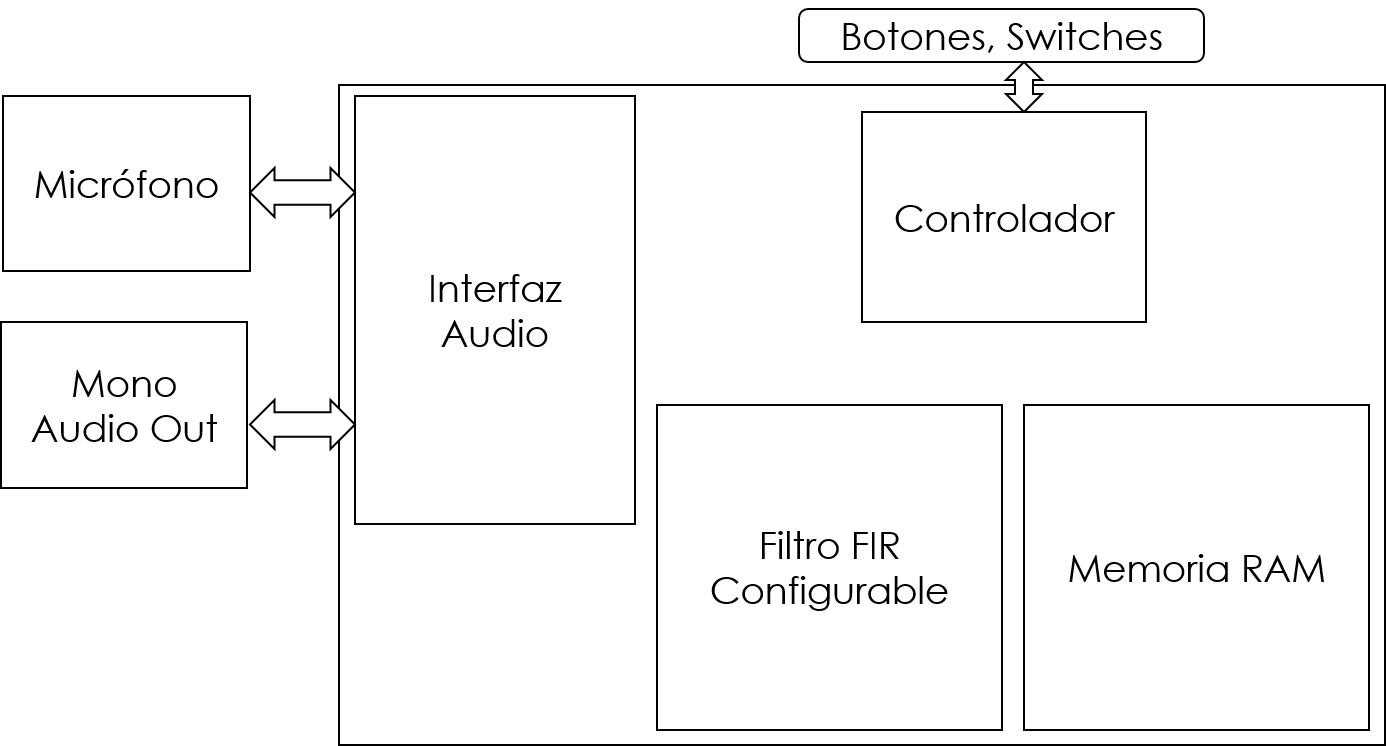 Botones, Switches
Micrófono
Controlador
Interfaz
Audio
Mono
Audio Out
Filtro FIR
Configurable
Memoria RAM